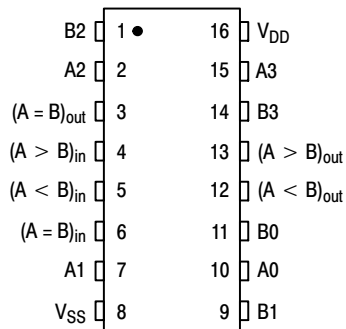 B2 1 16 VDD
A2 2 15 A3
(A = B)out 3 14 B3
(A > B)in 4 13 (A > B)out
(A < B)in 5 12 (A < B)out
(A = B)in 6 11 B0
A1 7 10 A0
VSS 8 9 B1